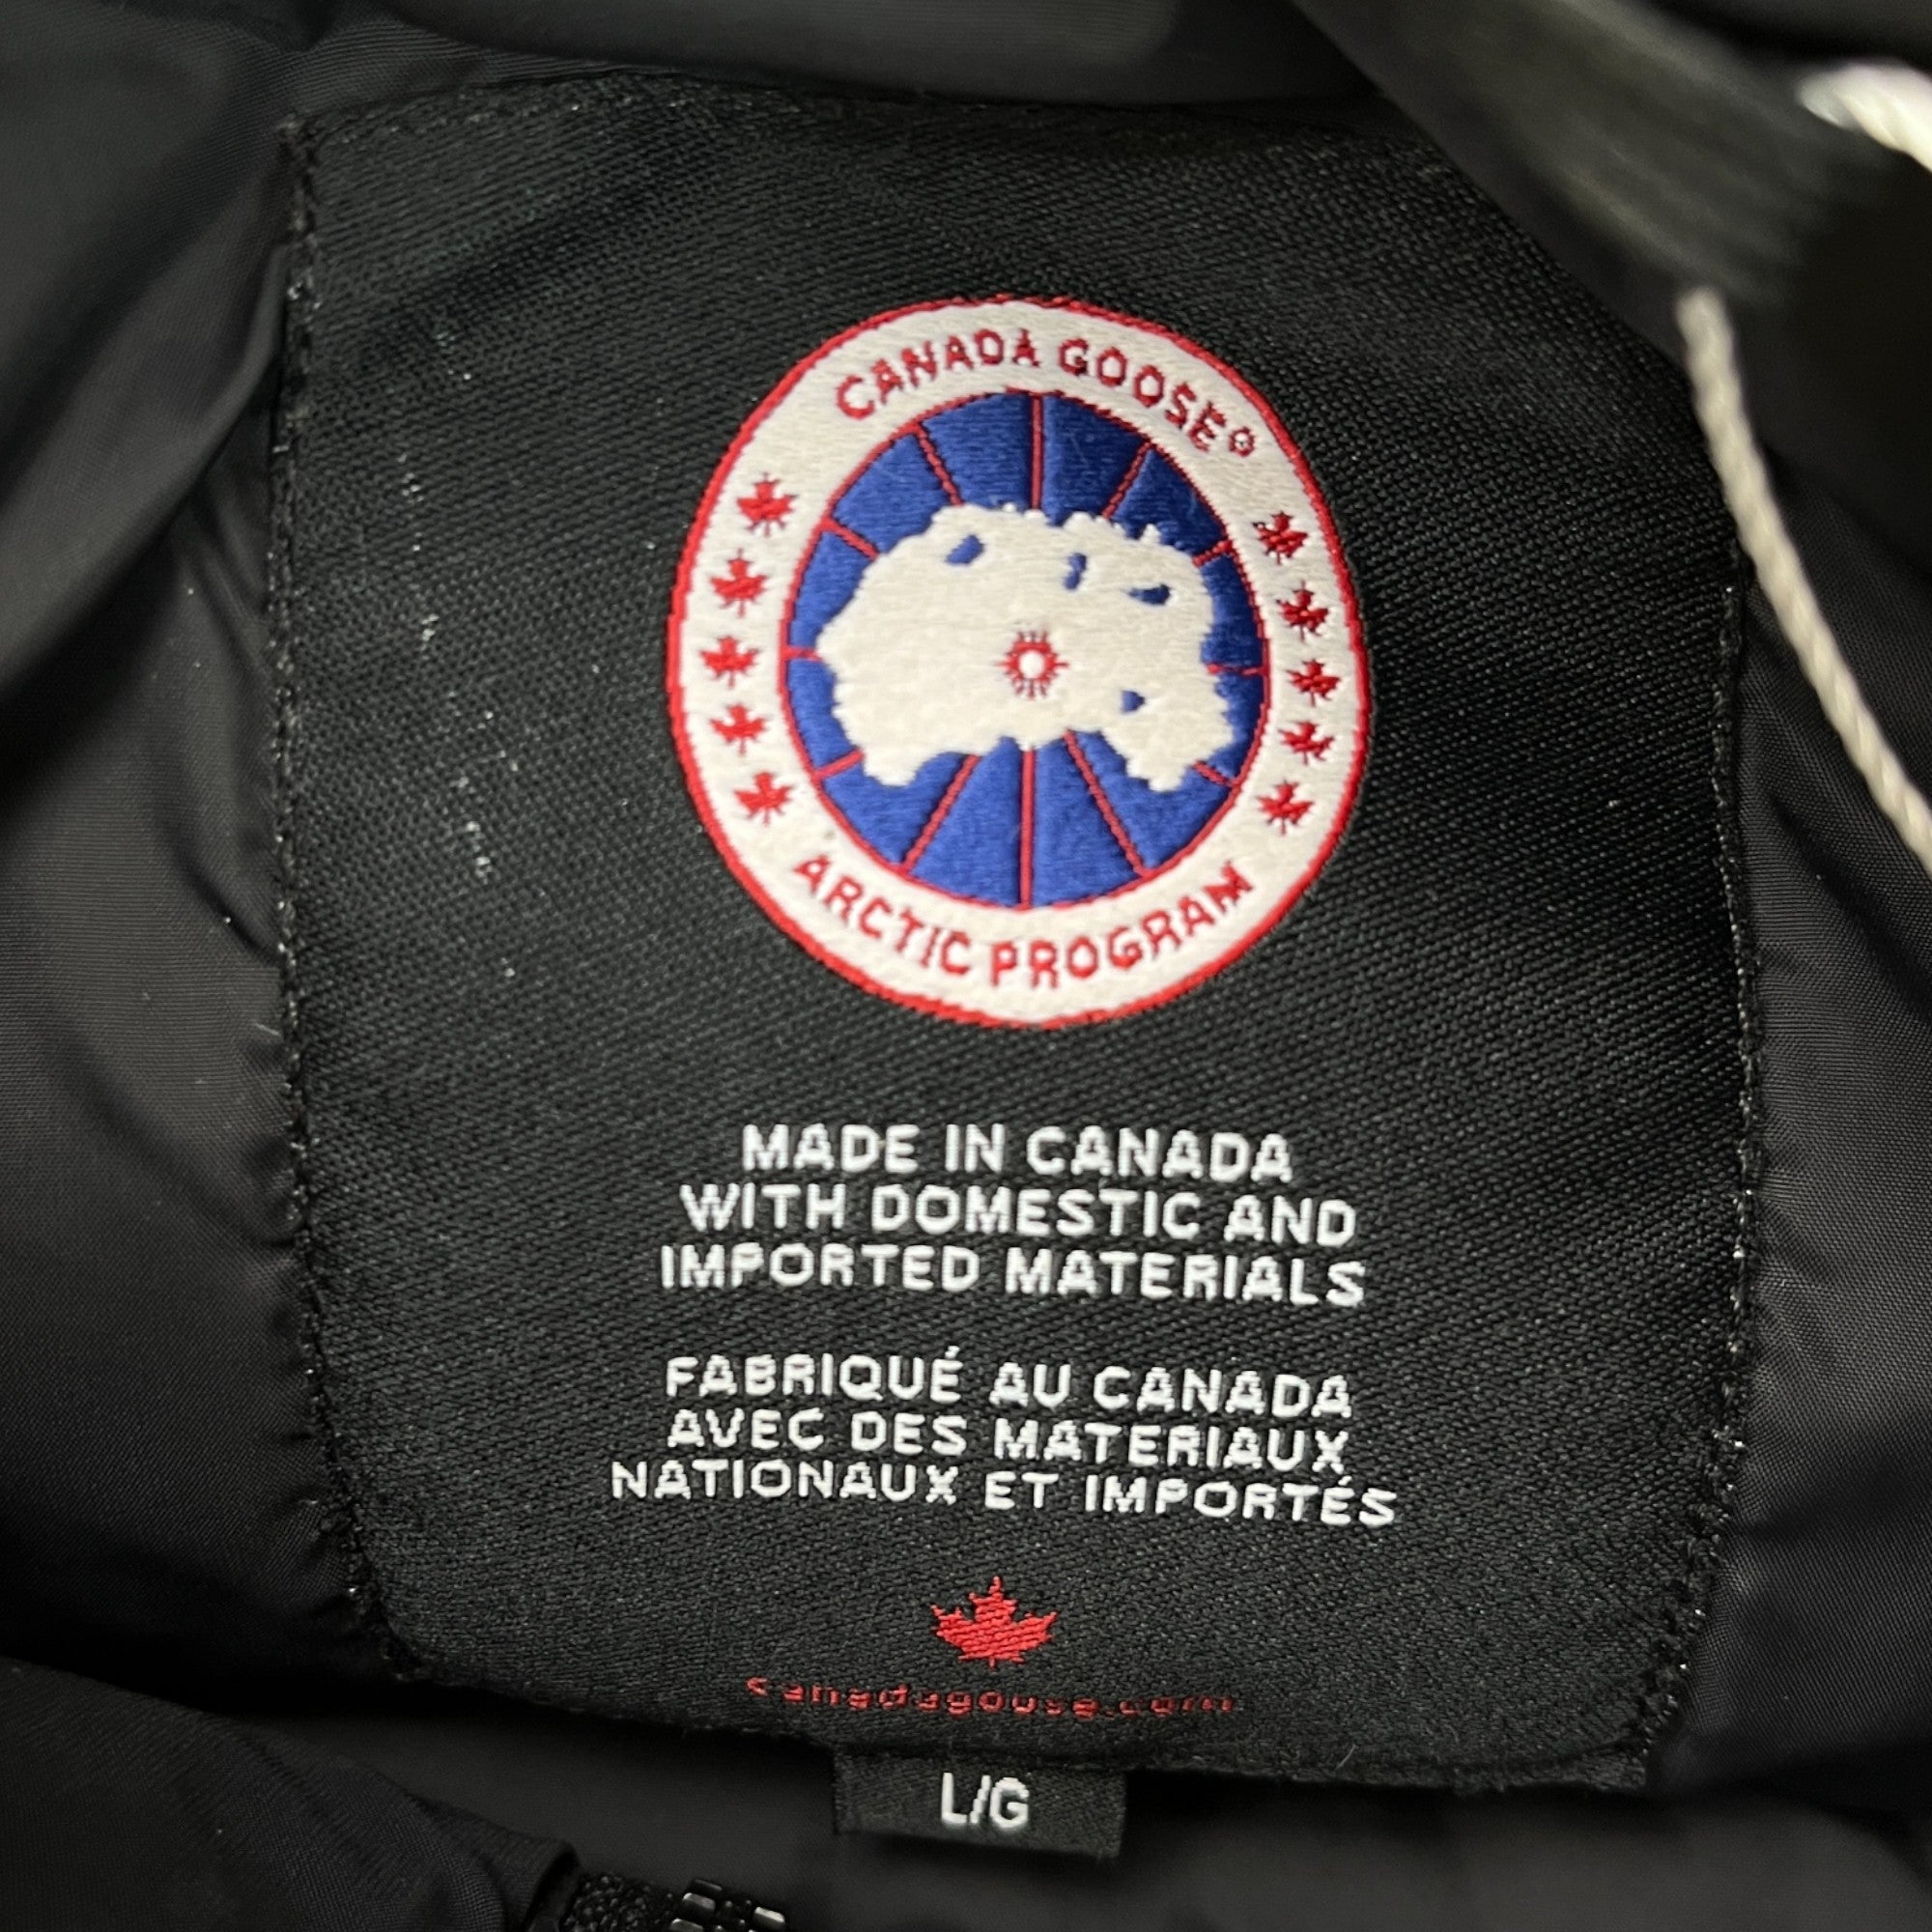 CANADA GOOSE®
ARCTIC PROGRAM
MADE IN CANADA
WITH DOMESTIC AND
IMPORTED MATERIALS
FABRIQUÉ AU CANADA
AVEC DES MATERIAUX
NATIONAUX ET IMPORTÉS
canadagouse.com
L/G